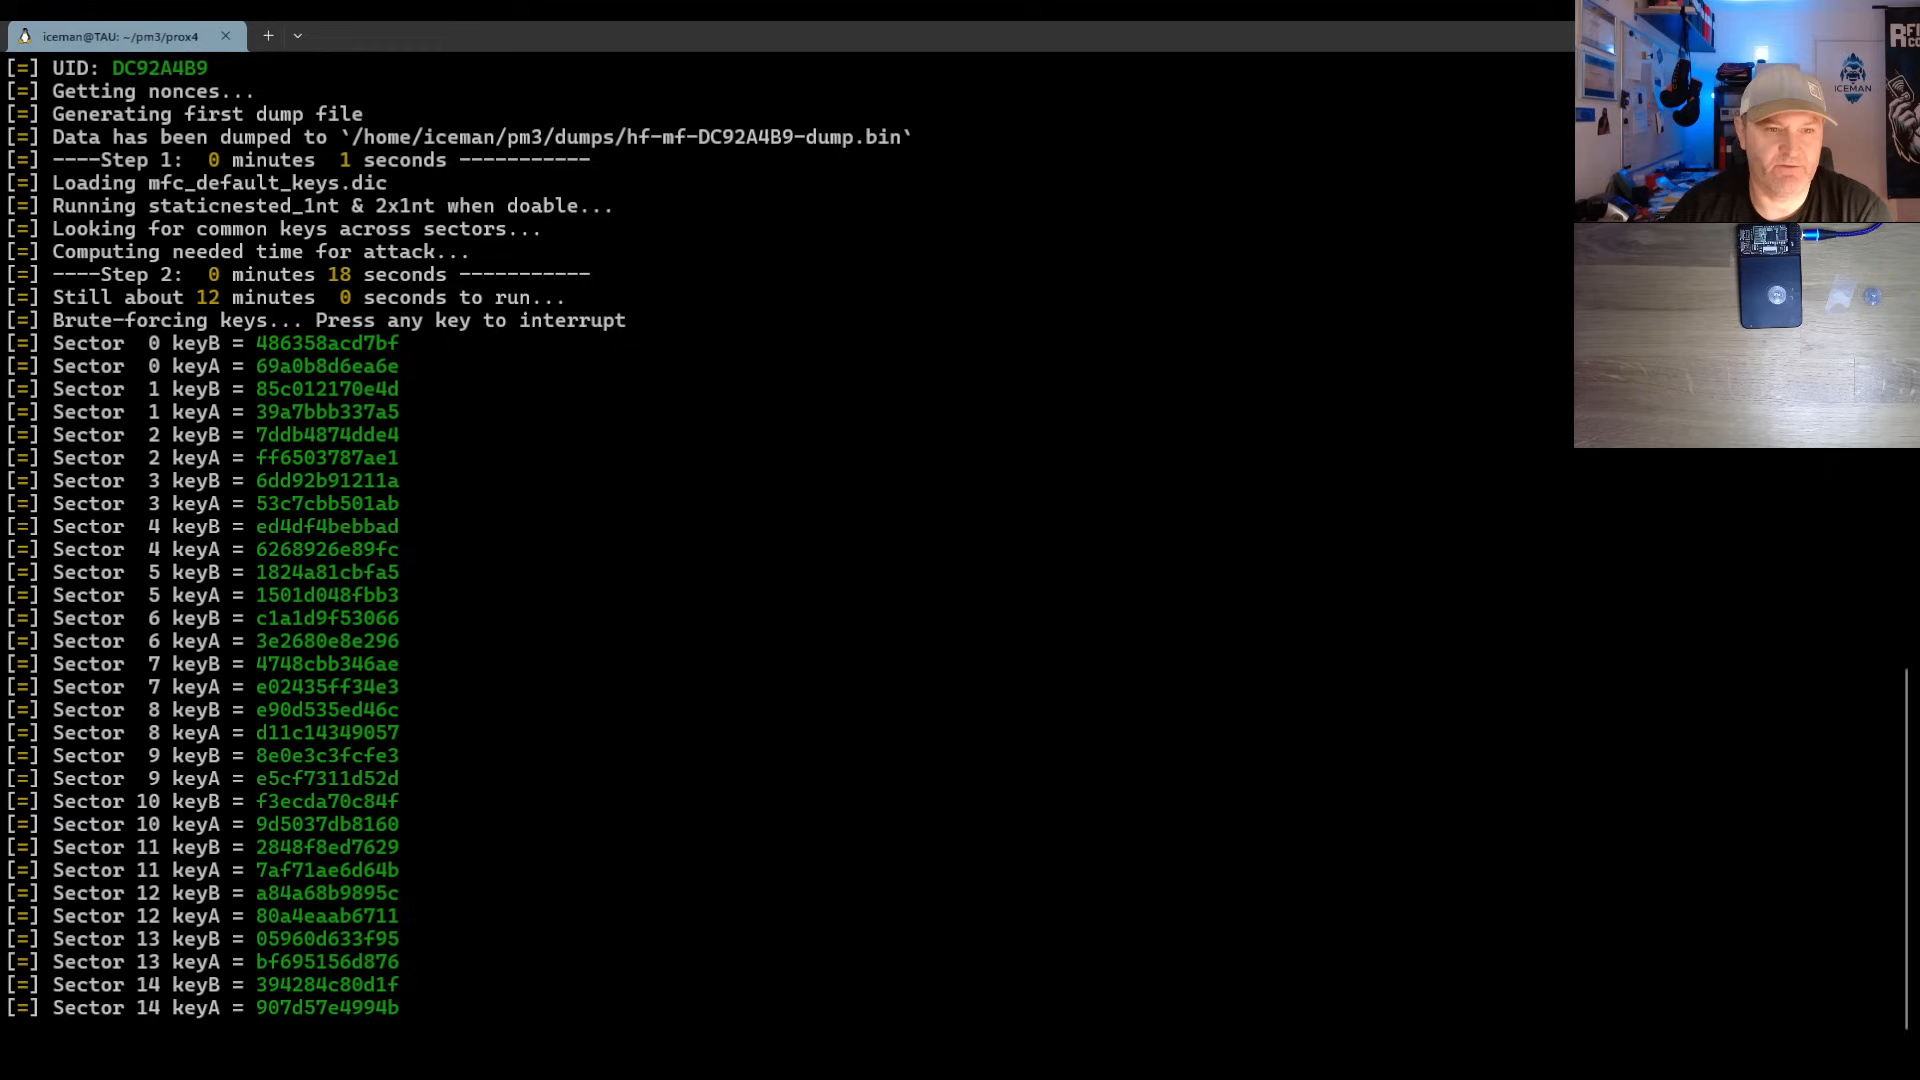 iceman@TAU: ~/pm3/prox4
[=] UID: DC92A4B9
[=] Getting nonces...
[=] Generating first dump file
[=] Data has been dumped to `/home/iceman/pm3/dumps/hf-mf-DC92A4B9-dump.bin`
[=] ----Step 1:  0 minutes  1 seconds -----------
[=] Loading mfc_default_keys.dic
[=] Running staticnested_1nt & 2x1nt when doable...
[=] Looking for common keys across sectors...
[=] Computing needed time for attack...
[=] ----Step 2:  0 minutes 18 seconds -----------
[=] Still about 12 minutes  0 seconds to run...
[=] Brute-forcing keys... Press any key to interrupt
[=] Sector  0 keyB = 486358acd7bf
[=] Sector  0 keyA = 69a0b8d6ea6e
[=] Sector  1 keyB = 85c012170e4d
[=] Sector  1 keyA = 39a7bbb337a5
[=] Sector  2 keyB = 7ddb4874dde4
[=] Sector  2 keyA = ff6503787ae1
[=] Sector  3 keyB = 6dd92b91211a
[=] Sector  3 keyA = 53c7cbb501ab
[=] Sector  4 keyB = ed4df4bebbad
[=] Sector  4 keyA = 6268926e89fc
[=] Sector  5 keyB = 1824a81cbfa5
[=] Sector  5 keyA = 1501d048fbb3
[=] Sector  6 keyB = c1a1d9f53066
[=] Sector  6 keyA = 3e2680e8e296
[=] Sector  7 keyB = 4748cbb346ae
[=] Sector  7 keyA = e02435ff34e3
[=] Sector  8 keyB = e90d535ed46c
[=] Sector  8 keyA = d11c14349057
[=] Sector  9 keyB = 8e0e3c3fcfe3
[=] Sector  9 keyA = e5cf7311d52d
[=] Sector 10 keyB = f3ecda70c84f
[=] Sector 10 keyA = 9d5037db8160
[=] Sector 11 keyB = 2848f8ed7629
[=] Sector 11 keyA = 7af71ae6d64b
[=] Sector 12 keyB = a84a68b9895c
[=] Sector 12 keyA = 80a4eaab6711
[=] Sector 13 keyB = 05960d633f95
[=] Sector 13 keyA = bf695156d876
[=] Sector 14 keyB = 394284c80d1f
[=] Sector 14 keyA = 907d57e4994b
ICEMAN